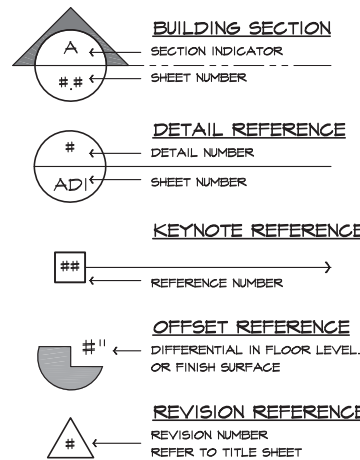 BUILDING SECTION
A
SECTION INDICATOR
#.#
SHEET NUMBER
DETAIL REFERENCE
#
DETAIL NUMBER
AD1
SHEET NUMBER
KEYNOTE REFERENCE
##
REFERENCE NUMBER
OFFSET REFERENCE
#"
DIFFERENTIAL IN FLOOR LEVEL.
OR FINISH SURFACE
REVISION REFERENCE
REVISION NUMBER
#
REFER TO TITLE SHEET